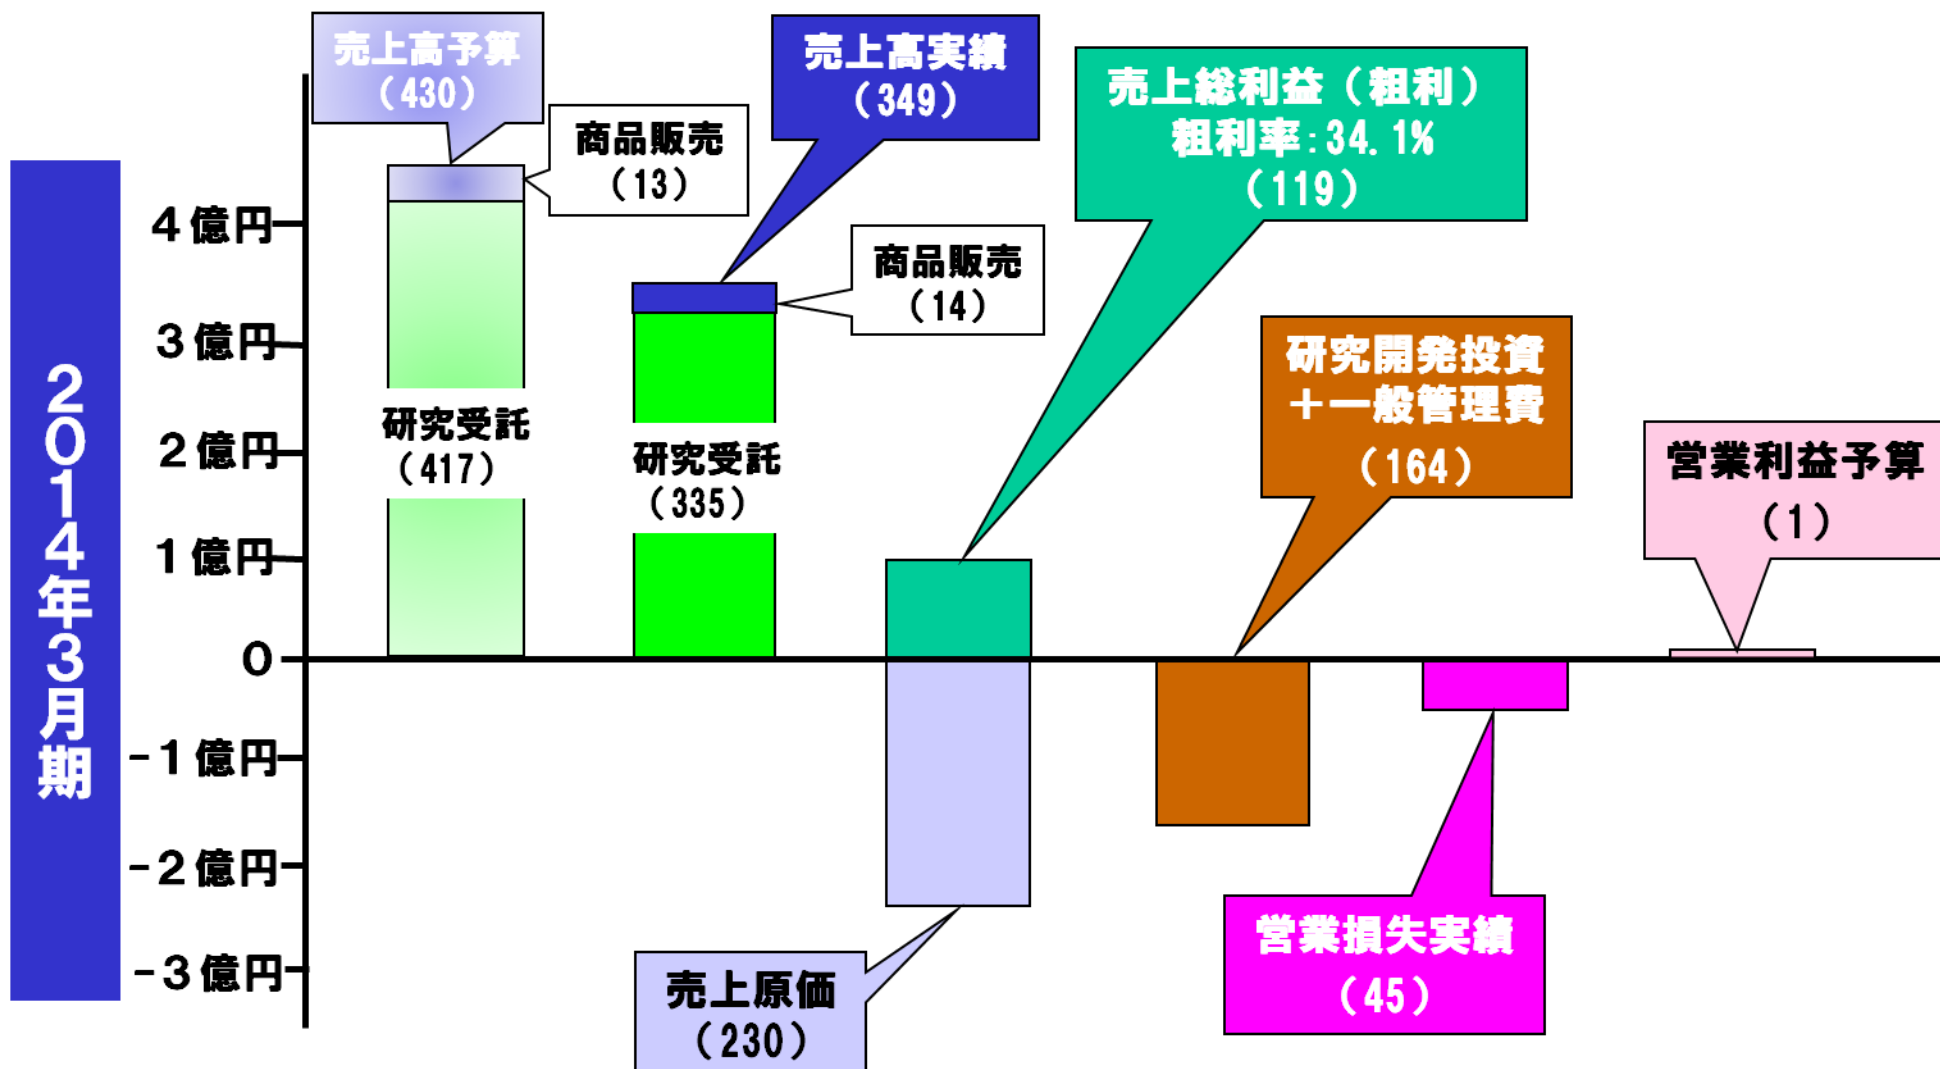 2014年3月期
4億円
3億円
2億円
1億円
0
-1億円
-2億円
-3億円
売上高予算
(430)
商品販売
(13)
研究受託
(417)
売上高実績
(349)
商品販売
(14)
研究受託
(335)
売上総利益（粗利）
粗利率:34.1%
(119)
売上原価
(230)
研究開発投資
＋一般管理費
(164)
営業損失実績
(45)
営業利益予算
(1)